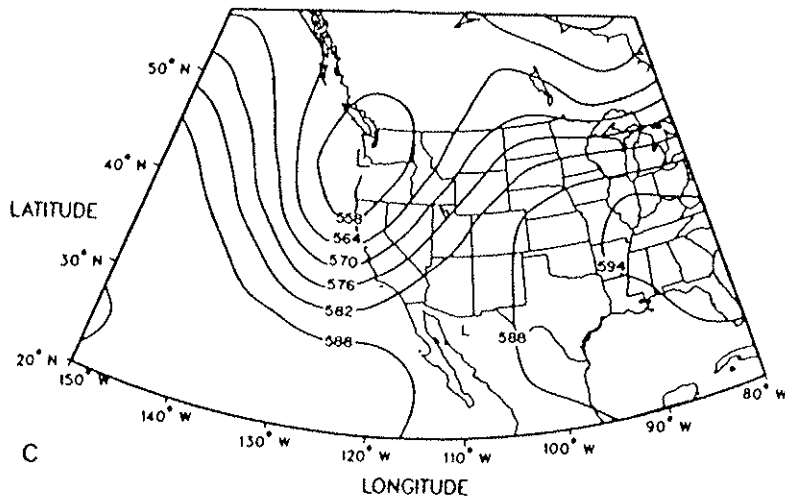 50° N
40° N
LATITUDE
30° N
20° N
150° W
140° W
130° W
120° W
110° W
100° W
90° W
80° W
LONGITUDE
C
558
564
570
576
582
588
L
588
594
L